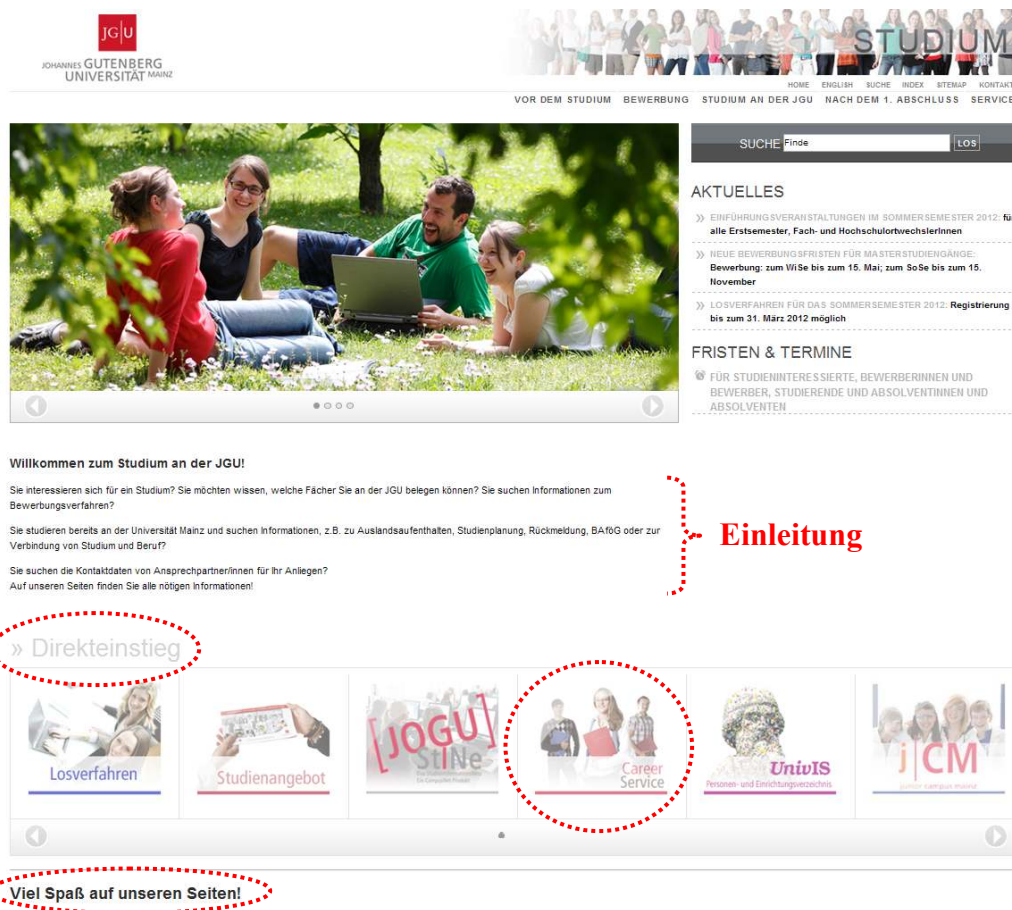 JG|U
JOHANNES GUTENBERG
UNIVERSITÄT MAINZ
STUDIUM
HOME ENGLISH SUCHE INDEX SITEMAP KONTAKT
VOR DEM STUDIUM BEWERBUNG STUDIUM AN DER JGU NACH DEM 1. ABSCHLUSS SERVICE
SUCHE Finde LOS
AKTUELLES
» EINFÜHRUNGSVERANSTALTUNGEN IM SOMMERSEMESTER 2012: für
alle Erstsemester, Fach- und HochschulortwechslerInnen
» NEUE BEWERBUNGSFRISTEN FÜR MASTERSTUDIENGÄNGE:
Bewerbung: zum WiSe bis zum 15. Mai; zum SoSe bis zum 15.
November
» LOSVERFAHREN FÜR DAS SOMMERSEMESTER 2012: Registrierung
bis zum 31. März 2012 möglich
FRISTEN & TERMINE
FÜR STUDIENINTERESSIERTE, BEWERBERINNEN UND
BEWERBER, STUDIERENDE UND ABSOLVENTINNEN UND
ABSOLVENTEN
Willkommen zum Studium an der JGU!
Sie interessieren sich für ein Studium? Sie möchten wissen, welche Fächer Sie an der JGU belegen können? Sie suchen Informationen zum
Bewerbungsverfahren?
Sie studieren bereits an der Universität Mainz und suchen Informationen, z.B. zu Auslandsaufenthalten, Studienplanung, Rückmeldung, BAföG oder zur
Verbindung von Studium und Beruf?
Sie suchen die Kontaktdaten von Ansprechpartner/innen für Ihr Anliegen?
Auf unseren Seiten finden Sie alle nötigen Informationen!
Einleitung
» Direkteinstieg
Losverfahren
Studienangebot
[JOGU]
StINe
Career
Service
UnivIS
Personen- und Einrichtungsverzeichnis
j|CM
junior campus mainz
Viel Spaß auf unseren Seiten!